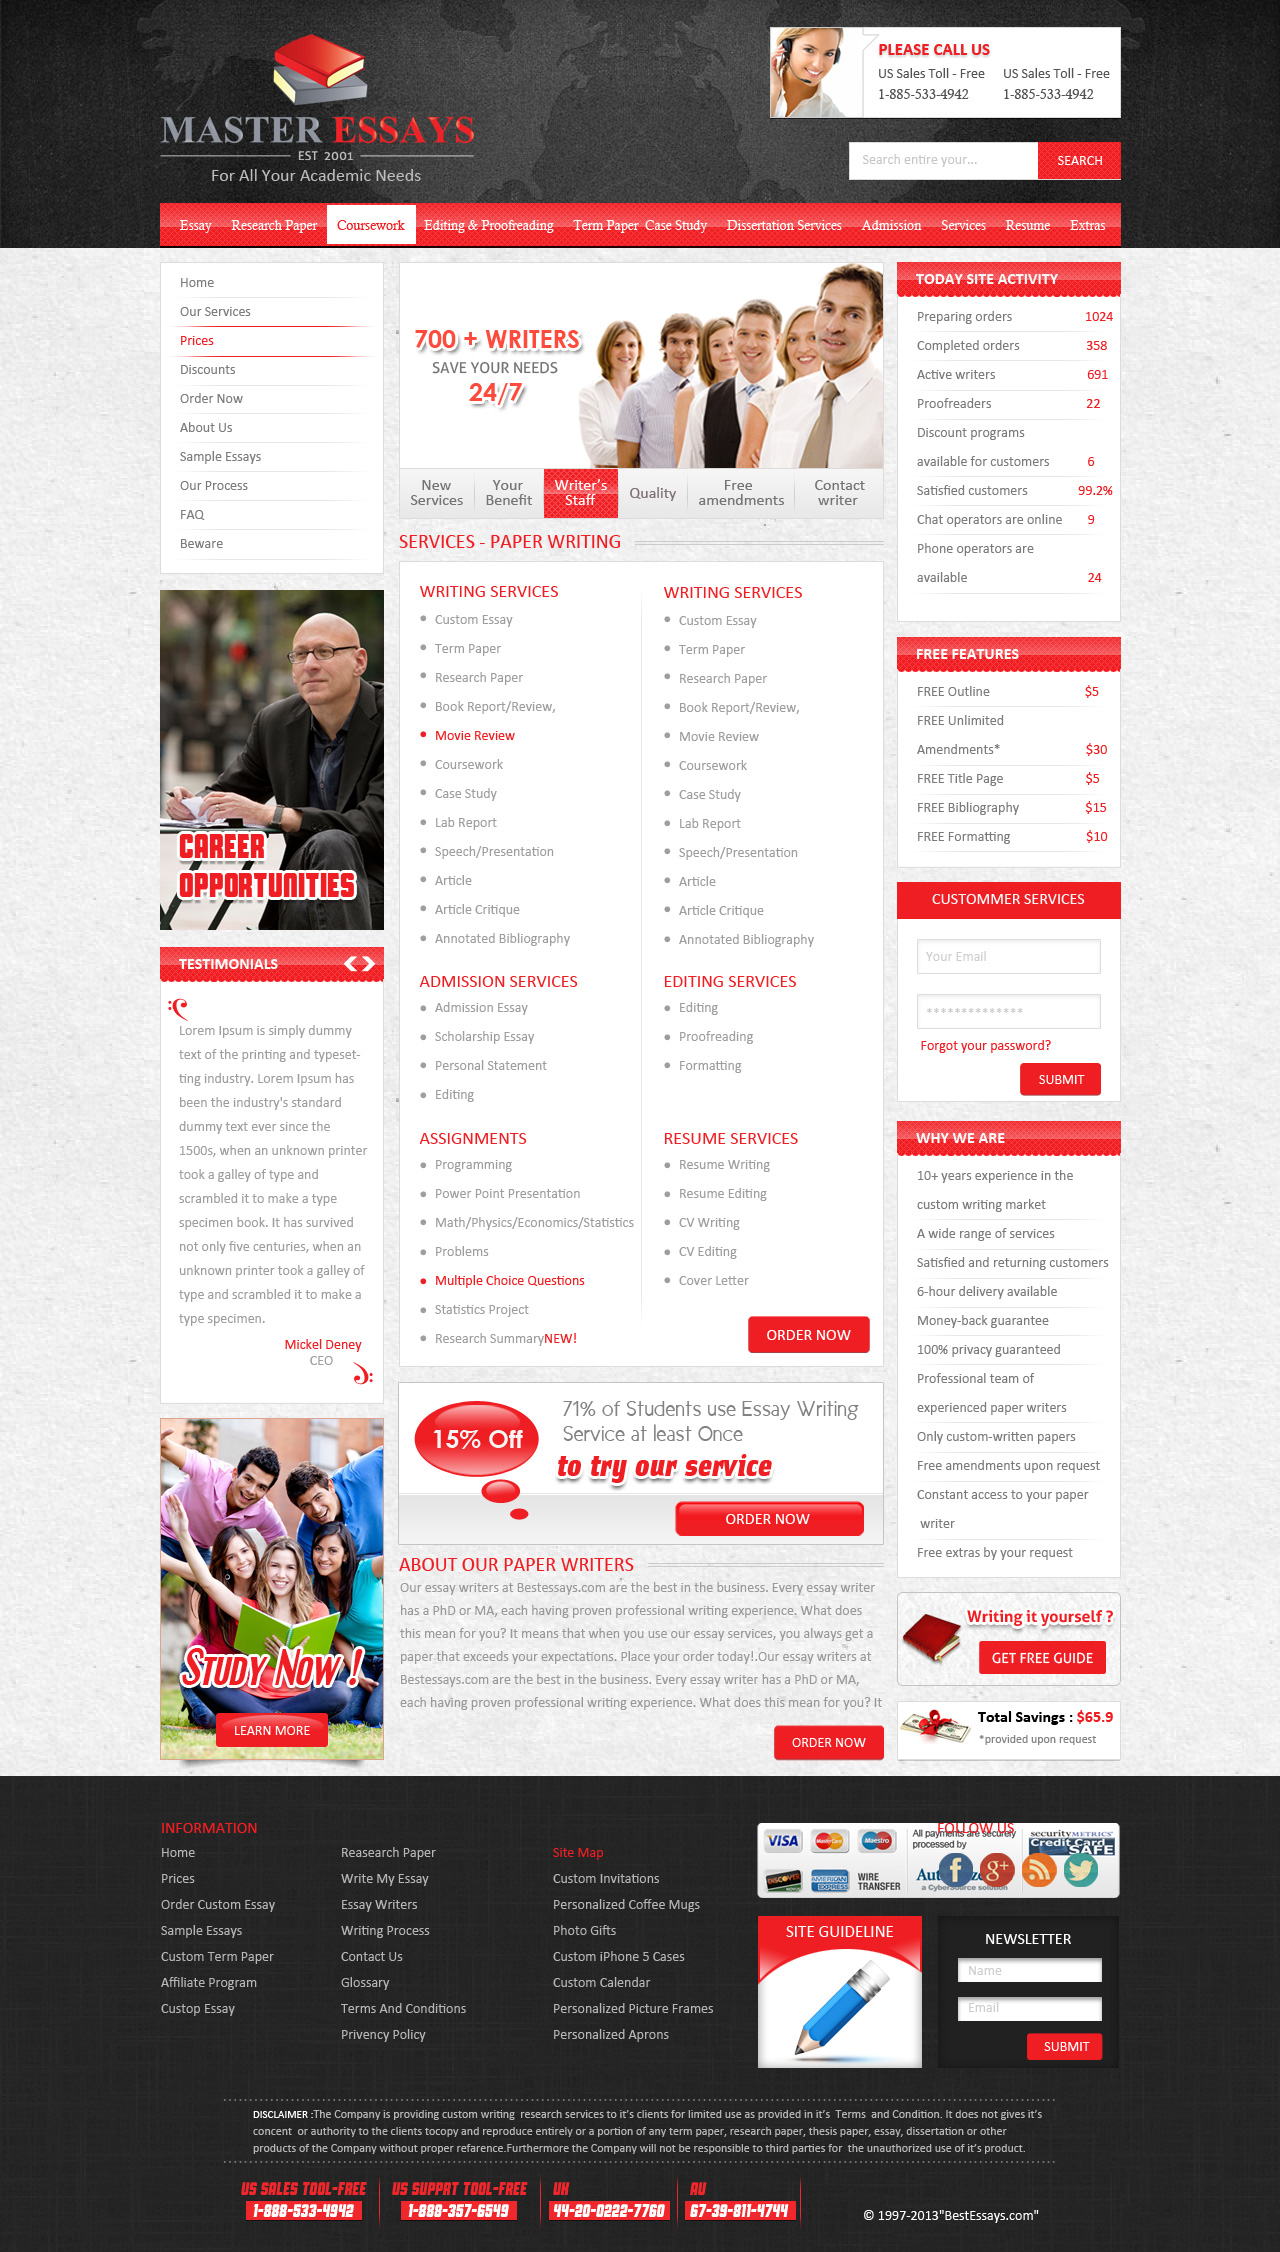 MASTER ESSAYS
EST 2001
For All Your Academic Needs
PLEASE CALL US
US Sales Toll - Free US Sales Toll - Free
1-885-533-4942 1-885-533-4942
Search entire your... SEARCH
Essay Research Paper Coursework Editing & Proofreading Term Paper Case Study Dissertation Services Admission Services Resume Extras
Home
Our Services
Prices
Discounts
Order Now
About Us
Sample Essays
Our Process
FAQ
Beware
CAREER
OPPORTUNITIES
TESTIMONIALS
Lorem Ipsum is simply dummy
text of the printing and typeset-
ting industry. Lorem Ipsum has
been the industry's standard
dummy text ever since the
1500s, when an unknown printer
took a galley of type and
scrambled it to make a type
specimen book. It has survived
not only five centuries, when an
unknown printer took a galley of
type and scrambled it to make a
type specimen.
Mickel Deney
CEO
STUDY NOW !
LEARN MORE
700 + WRITERS
SAVE YOUR NEEDS
24/7
New Services
Your Benefit
Writer's Staff
Quality
Free amendments
Contact writer
SERVICES - PAPER WRITING
WRITING SERVICES
Custom Essay
Term Paper
Research Paper
Book Report/Review,
Movie Review
Coursework
Case Study
Lab Report
Speech/Presentation
Article
Article Critique
Annotated Bibliography
ADMISSION SERVICES
Admission Essay
Scholarship Essay
Personal Statement
Editing
ASSIGNMENTS
Programming
Power Point Presentation
Math/Physics/Economics/Statistics
Problems
Multiple Choice Questions
Statistics Project
Research SummaryNEW!
WRITING SERVICES
Custom Essay
Term Paper
Research Paper
Book Report/Review,
Movie Review
Coursework
Case Study
Lab Report
Speech/Presentation
Article
Article Critique
Annotated Bibliography
EDITING SERVICES
Editing
Proofreading
Formatting
RESUME SERVICES
Resume Writing
Resume Editing
CV Writing
CV Editing
Cover Letter
ORDER NOW
15% Off
71% of Students use Essay Writing
Service at least Once
to try our service
ORDER NOW
ABOUT OUR PAPER WRITERS
Our essay writers at Bestessays.com are the best in the business. Every essay writer
has a PhD or MA, each having proven professional writing experience. What does
this mean for you? It means that when you use our essay services, you always get a
paper that exceeds your expectations. Place your order today!.Our essay writers at
Bestessays.com are the best in the business. Every essay writer has a PhD or MA,
each having proven professional writing experience. What does this mean for you? It
ORDER NOW
TODAY SITE ACTIVITY
Preparing orders 1024
Completed orders 358
Active writers 691
Proofreaders 22
Discount programs
available for customers 6
Satisfied customers 99.2%
Chat operators are online 9
Phone operators are
available 24
FREE FEATURES
FREE Outline $5
FREE Unlimited
Amendments* $30
FREE Title Page $5
FREE Bibliography $15
FREE Formatting $10
CUSTOMMER SERVICES
Your Email
**************
Forgot your password?
SUBMIT
WHY WE ARE
10+ years experience in the
custom writing market
A wide range of services
Satisfied and returning customers
6-hour delivery available
Money-back guarantee
100% privacy guaranteed
Professional team of
experienced paper writers
Only custom-written papers
Free amendments upon request
Constant access to your paper
writer
Free extras by your request
Writing it yourself ?
GET FREE GUIDE
Total Savings : $65.9
*provided upon request
INFORMATION
Home
Prices
Order Custom Essay
Sample Essays
Custom Term Paper
Affiliate Program
Custop Essay
Reasearch Paper
Write My Essay
Essay Writers
Writing Process
Contact Us
Glossary
Terms And Conditions
Privency Policy
Site Map
Custom Invitations
Personalized Coffee Mugs
Photo Gifts
Custom iPhone 5 Cases
Custom Calendar
Personalized Picture Frames
Personalized Aprons
FOLLOW US
VISA MasterCard Maestro
DISCOVER AMERICAN EXPRESS WIRE TRANSFER
All payments are securely
processed by
a CyberSource solution
securityMETRICS
Credit Card
SAFE
SITE GUIDELINE
NEWSLETTER
Name
Email
SUBMIT
DISCLAIMER :The Company is providing custom writing research services to it's clients for limited use as provided in it's Terms and Condition. It does not gives it's
concent or authority to the clients tocopy and reproduce entirely or a portion of any term paper, research paper, thesis paper, essay, dissertation or other
products of the Company without proper refarence.Furthermore the Company will not be responsible to third parties for the unauthorized use of it's product.
US SALES TOOL-FREE US SUPPRT TOOL-FREE UK AU
1-888-533-4942 1-888-357-6549 44-20-0222-7760 67-39-811-4744
© 1997-2013"BestEssays.com"